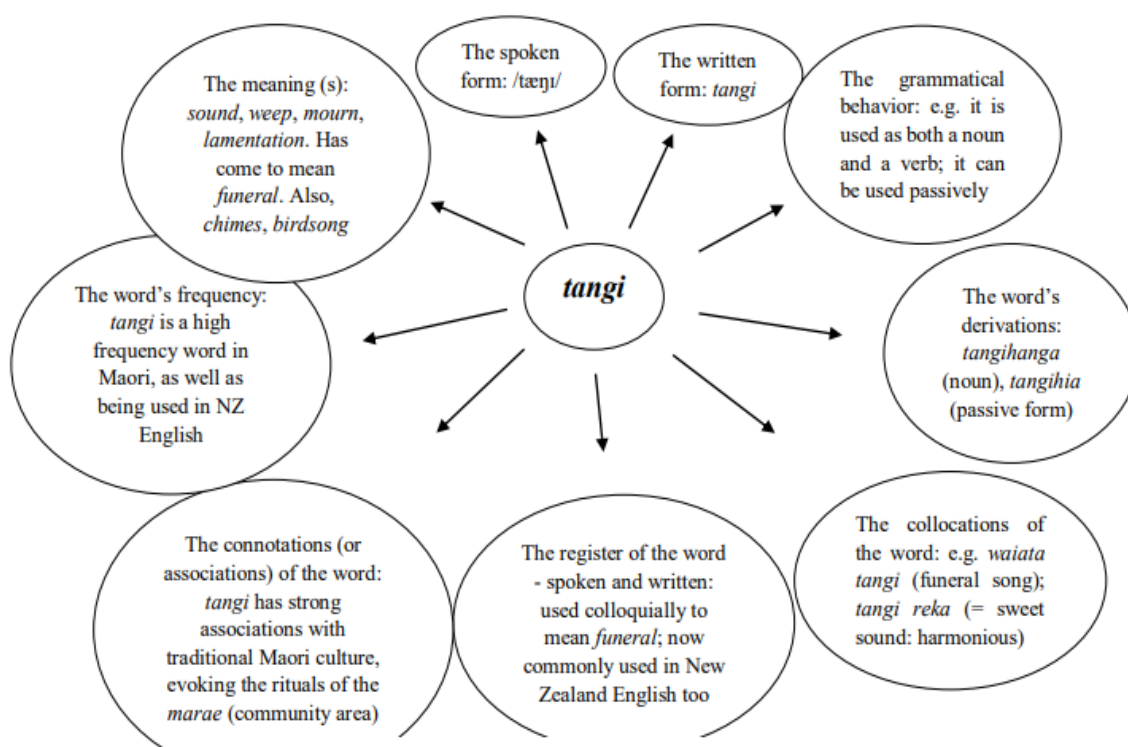 The spoken
form: /tæŋɪ/
The written
form: tangi
The meaning (s):
sound, weep, mourn,
lamentation. Has
come to mean
funeral. Also,
chimes, birdsong
The grammatical
behavior: e.g. it is
used as both a noun
and a verb; it can
be used passively
tangi
The word's frequency:
tangi is a high
frequency word in
Maori, as well as
being used in NZ
English
The word's
derivations:
tangihanga
(noun), tangihia
(passive form)
The connotations (or
associations) of the word:
tangi has strong
associations with
traditional Maori culture,
evoking the rituals of the
marae (community area)
The register of the word
- spoken and written:
used colloquially to
mean funeral; now
commonly used in New
Zealand English too
The collocations of
the word: e.g. waiata
tangi (funeral song);
tangi reka (= sweet
sound: harmonious)